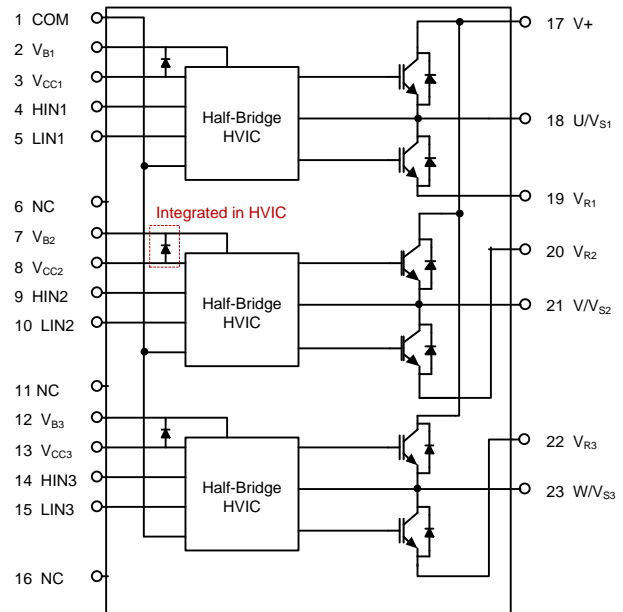 1 COM
2 VB1
3 VCC1
4 HIN1
5 LIN1
6 NC
7 VB2
8 VCC2
9 HIN2
10 LIN2
11 NC
12 VB3
13 VCC3
14 HIN3
15 LIN3
16 NC
Half-Bridge
HVIC
Integrated in HVIC
Half-Bridge
HVIC
Half-Bridge
HVIC
17 V+
18 U/VS1
19 VR1
20 VR2
21 V/VS2
22 VR3
23 W/VS3